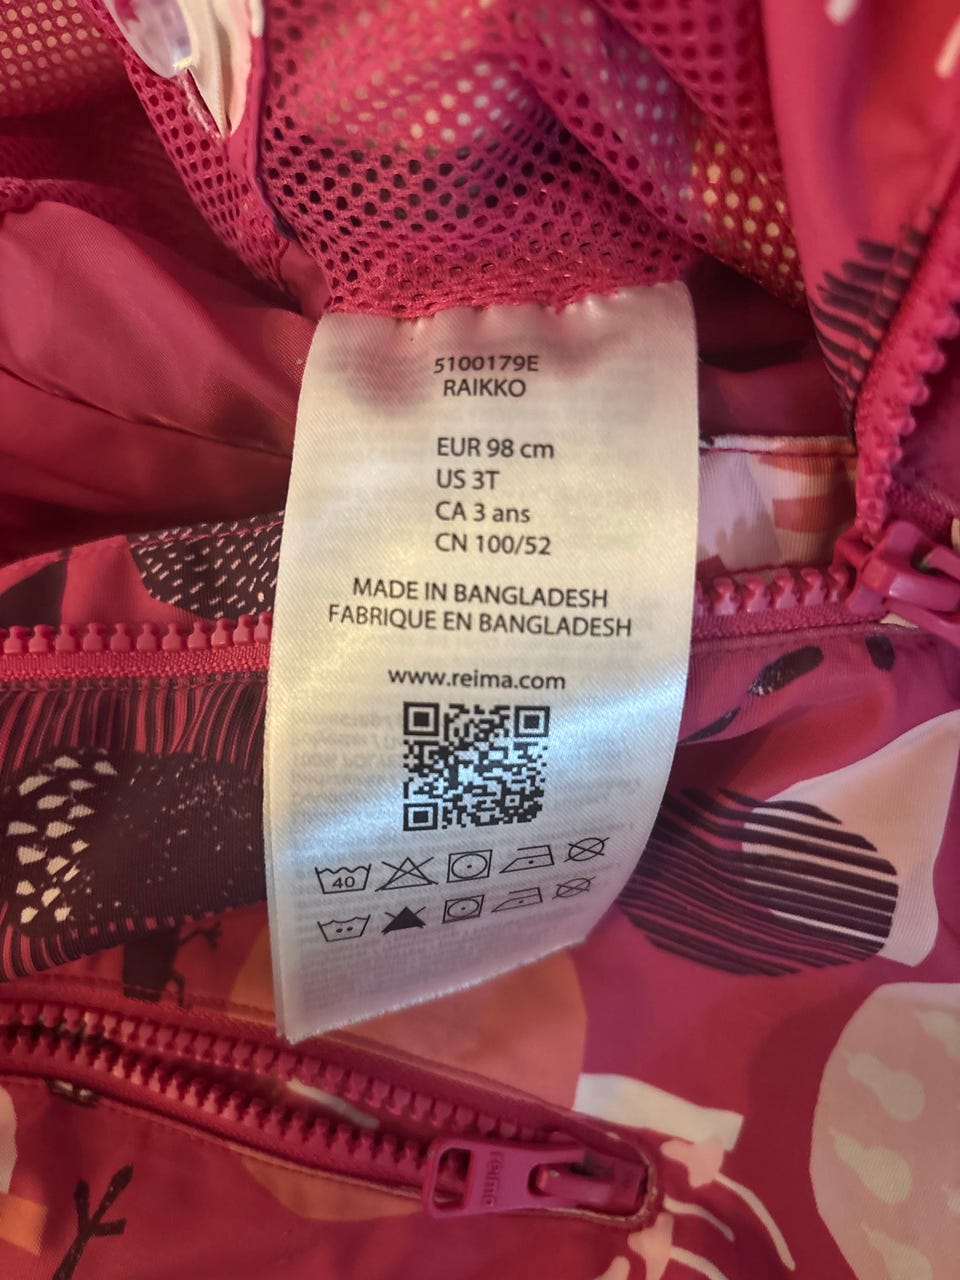 5100179E
RAIKKO
EUR 98 cm
US 3T
CA 3 ans
CN 100/52
MADE IN BANGLADESH
FABRIQUE EN BANGLADESH
www.reima.com
40
reima